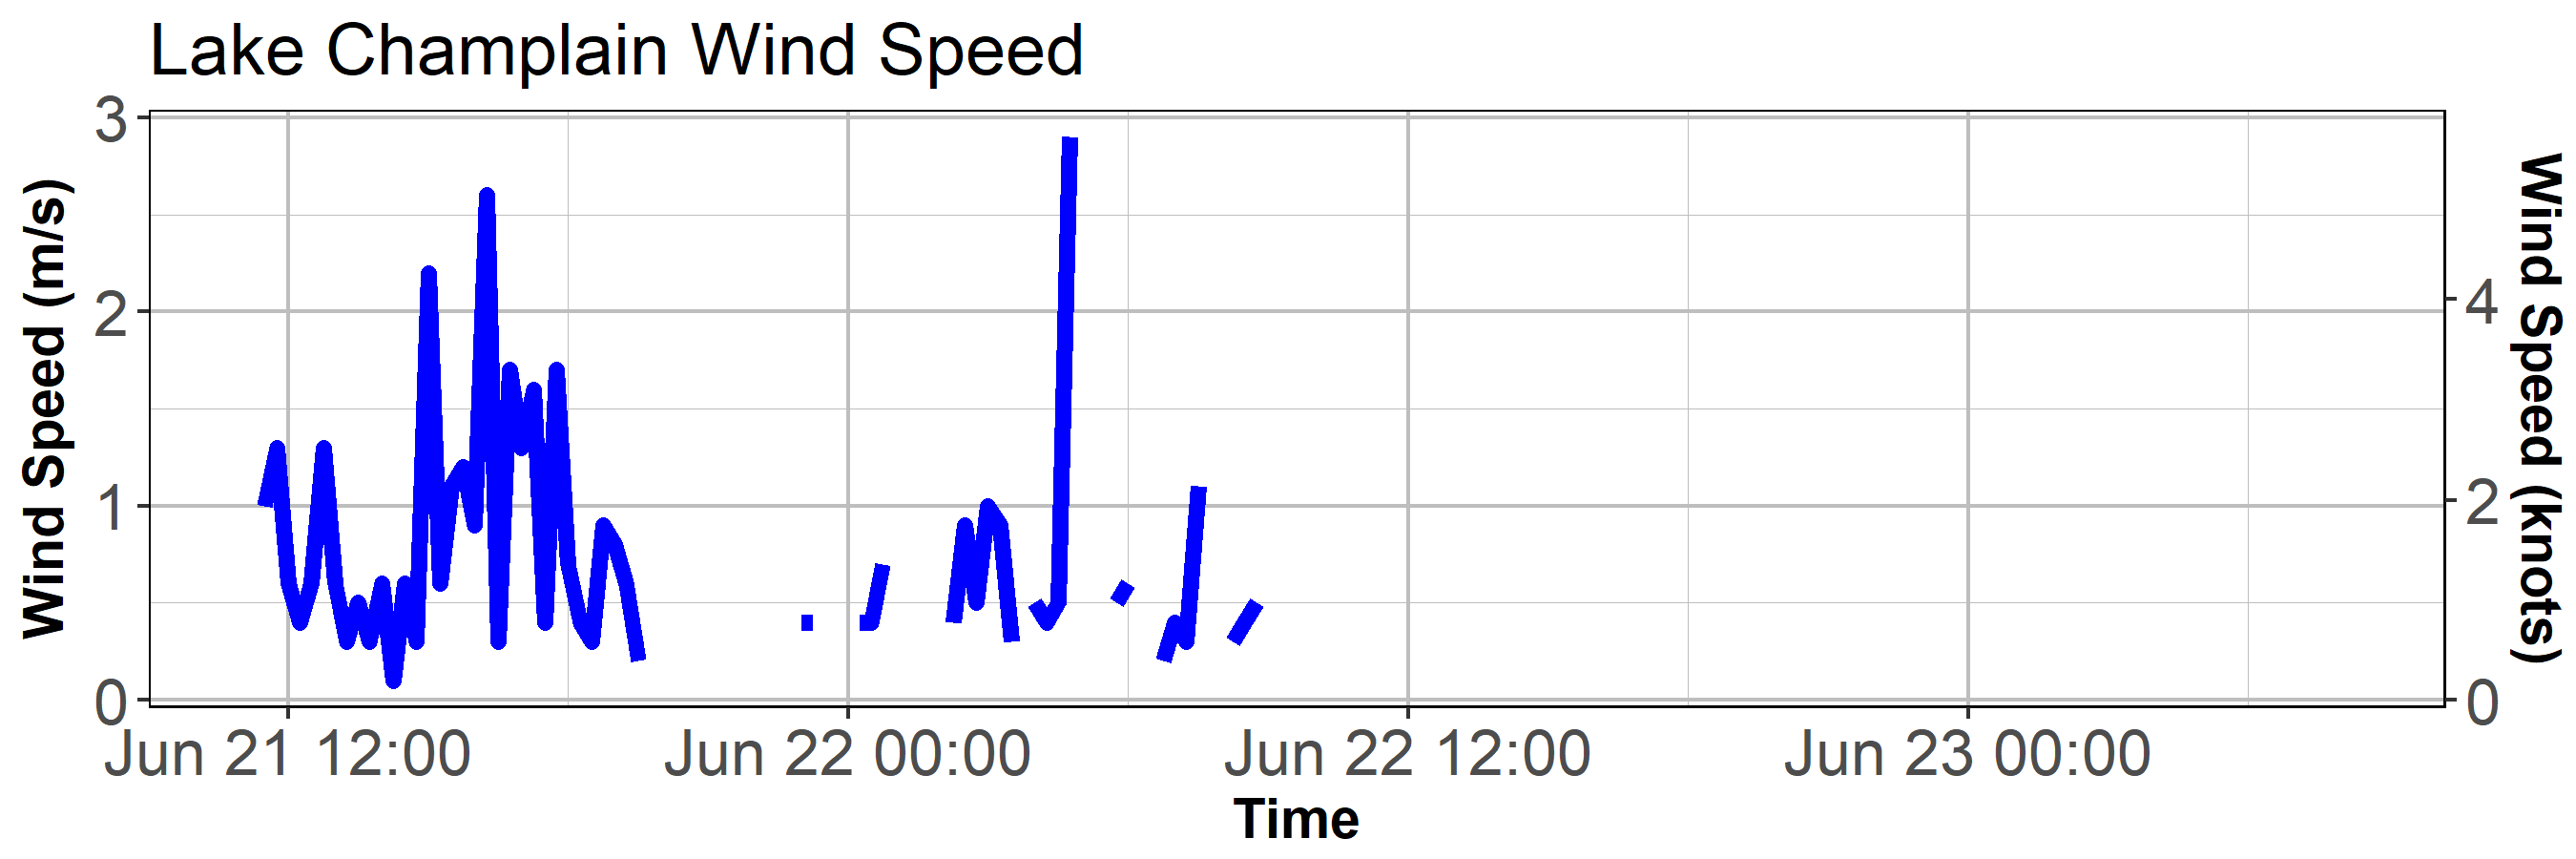 Lake Champlain Wind Speed
Wind Speed (m/s)
3
2
1
0
4
2
0
Wind Speed (knots)
Jun 21 12:00
Jun 22 00:00
Jun 22 12:00
Jun 23 00:00
Time